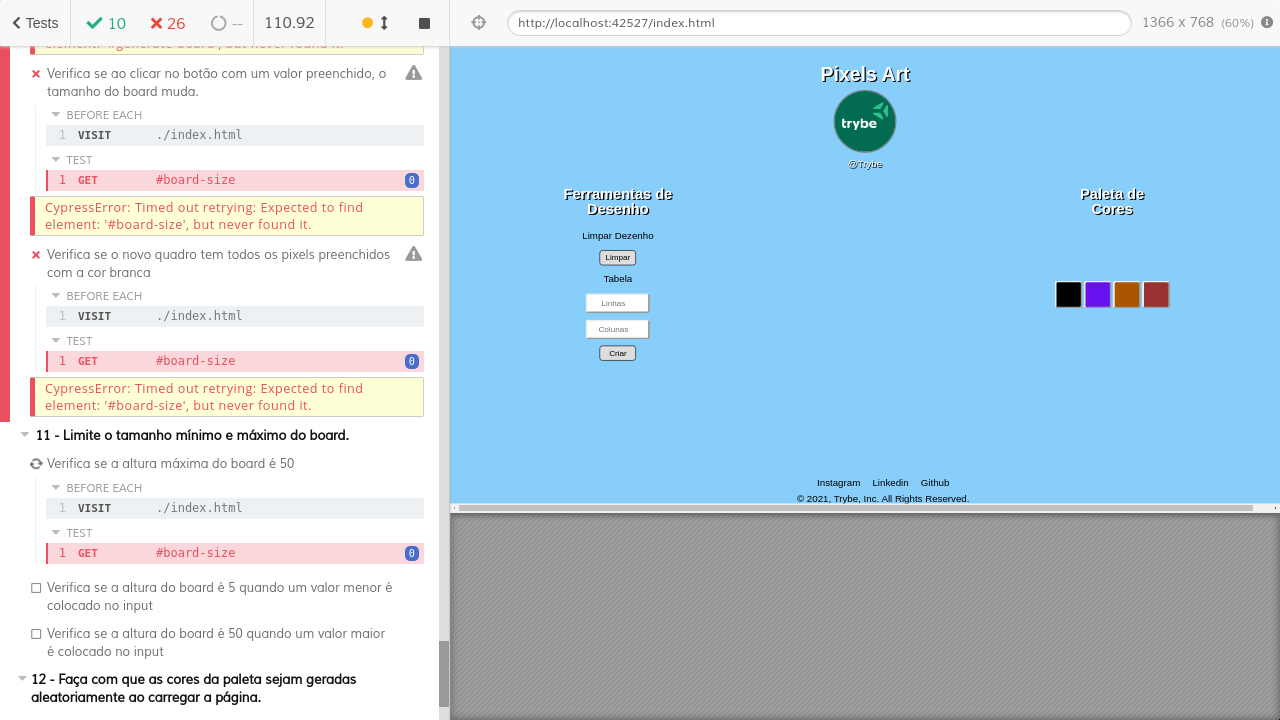 Tests
10
26
--
110.92
http://localhost:42527/index.html
1366 x 768 (60%)
element: '#generate-board', but never found it.
Verifica se ao clicar no botão com um valor preenchido, o
tamanho do board muda.
BEFORE EACH
1 VISIT ./index.html
TEST
1 GET #board-size 0
CypressError: Timed out retrying: Expected to find
element: '#board-size', but never found it.
Verifica se o novo quadro tem todos os pixels preenchidos
com a cor branca
BEFORE EACH
1 VISIT ./index.html
TEST
1 GET #board-size 0
CypressError: Timed out retrying: Expected to find
element: '#board-size', but never found it.
11 - Limite o tamanho mínimo e máximo do board.
Verifica se a altura máxima do board é 50
BEFORE EACH
1 VISIT ./index.html
TEST
1 GET #board-size 0
Verifica se a altura do board é 5 quando um valor menor é
colocado no input
Verifica se a altura do board é 50 quando um valor maior
é colocado no input
12 - Faça com que as cores da paleta sejam geradas
aleatoriamente ao carregar a página.
Pixels Art
trybe
@Trybe
Ferramentas de
Desenho
Limpar Dezenho
Limpar
Tabela
Linhas
Colunas
Criar
Paleta de
Cores
Instagram Linkedin Github
© 2021, Trybe, Inc. All Rights Reserved.